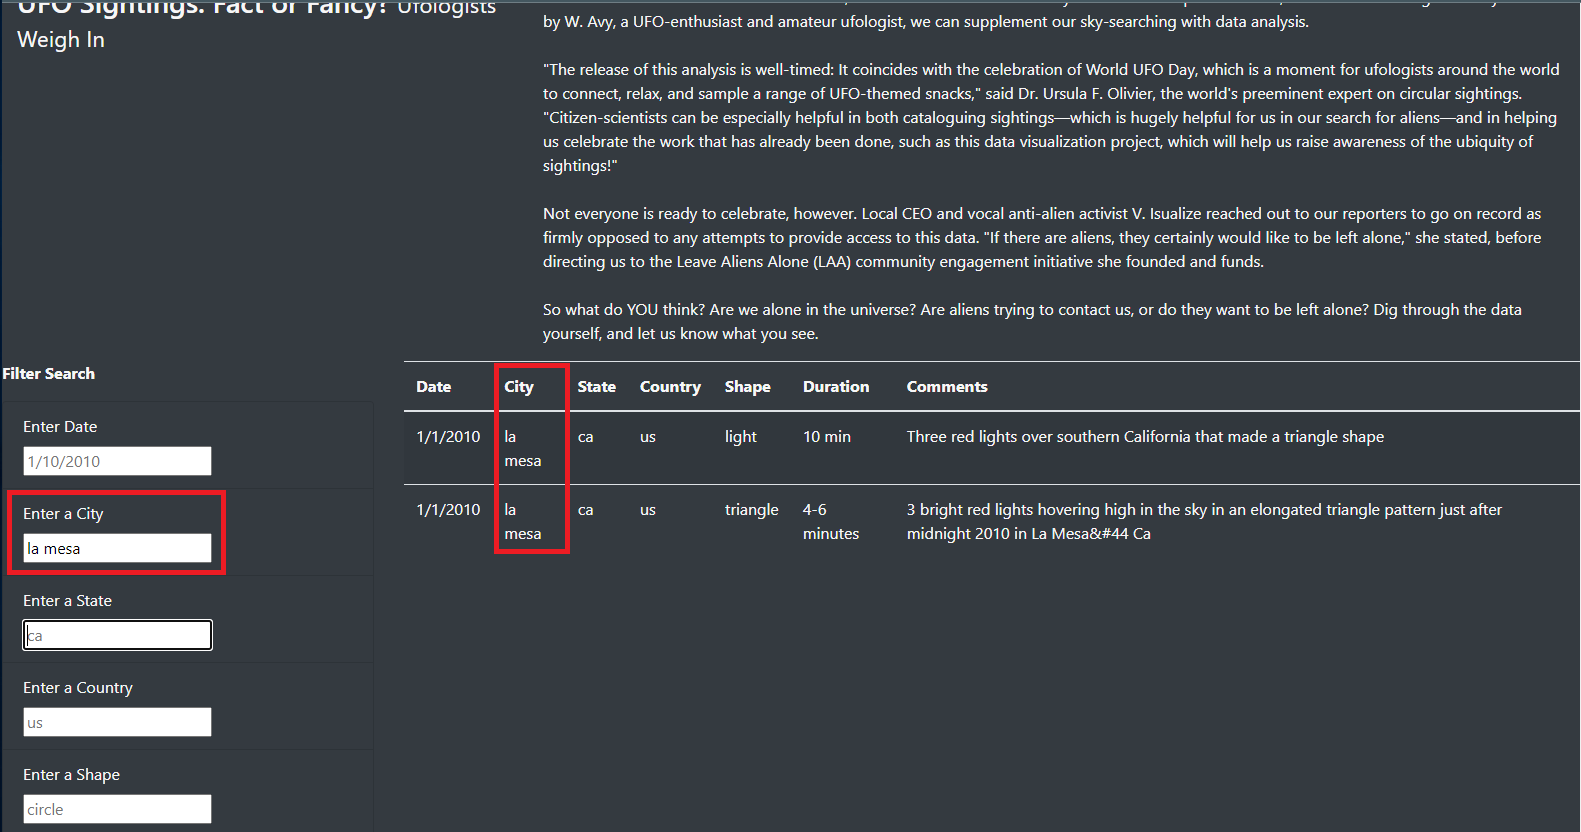 UFO Sightings: Fact or Fancy? Ufologists
Weigh In
by W. Avy, a UFO-enthusiast and amateur ufologist, we can supplement our sky-searching with data analysis.
"The release of this analysis is well-timed: It coincides with the celebration of World UFO Day, which is a moment for ufologists around the world
to connect, relax, and sample a range of UFO-themed snacks," said Dr. Ursula F. Olivier, the world's preeminent expert on circular sightings.
"Citizen-scientists can be especially helpful in both cataloguing sightings—which is hugely helpful for us in our search for aliens—and in helping
us celebrate the work that has already been done, such as this data visualization project, which will help us raise awareness of the ubiquity of
sightings!"
Not everyone is ready to celebrate, however. Local CEO and vocal anti-alien activist V. Isualize reached out to our reporters to go on record as
firmly opposed to any attempts to provide access to this data. "If there are aliens, they certainly would like to be left alone," she stated, before
directing us to the Leave Aliens Alone (LAA) community engagement initiative she founded and funds.
So what do YOU think? Are we alone in the universe? Are aliens trying to contact us, or do they want to be left alone? Dig through the data
yourself, and let us know what you see.
Filter Search
Enter Date
1/10/2010
Enter a City
la mesa
Enter a State
ca
Enter a Country
us
Enter a Shape
circle
Date City State Country Shape Duration Comments
1/1/2010 la ca us light 10 min Three red lights over southern California that made a triangle shape
mesa
1/1/2010 la ca us triangle 4-6 3 bright red lights hovering high in the sky in an elongated triangle pattern just after
mesa minutes midnight 2010 in La Mesa&#44 Ca